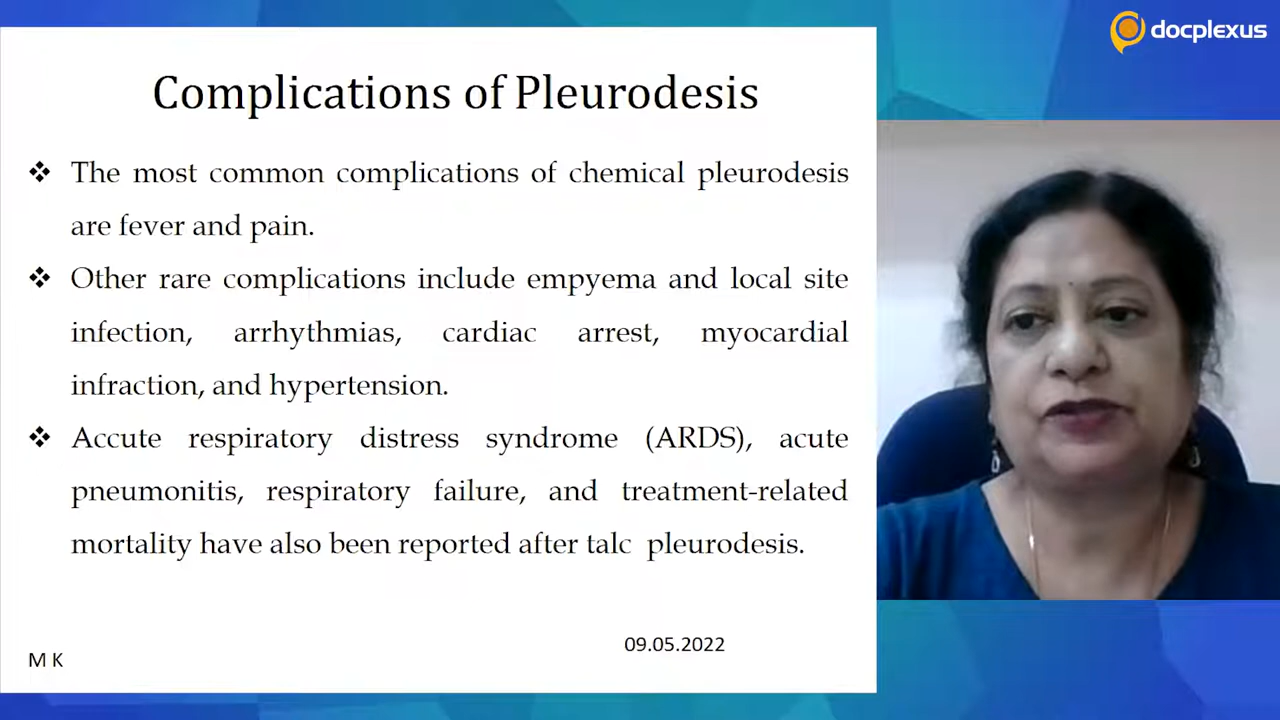 docplexus
Complications of Pleurodesis
❖ The most common complications of chemical pleurodesis
are fever and pain.
❖ Other rare complications include empyema and local site
infection, arrhythmias, cardiac arrest, myocardial
infraction, and hypertension.
❖ Accute respiratory distress syndrome (ARDS), acute
pneumonitis, respiratory failure, and treatment-related
mortality have also been reported after talc pleurodesis.
09.05.2022
M K